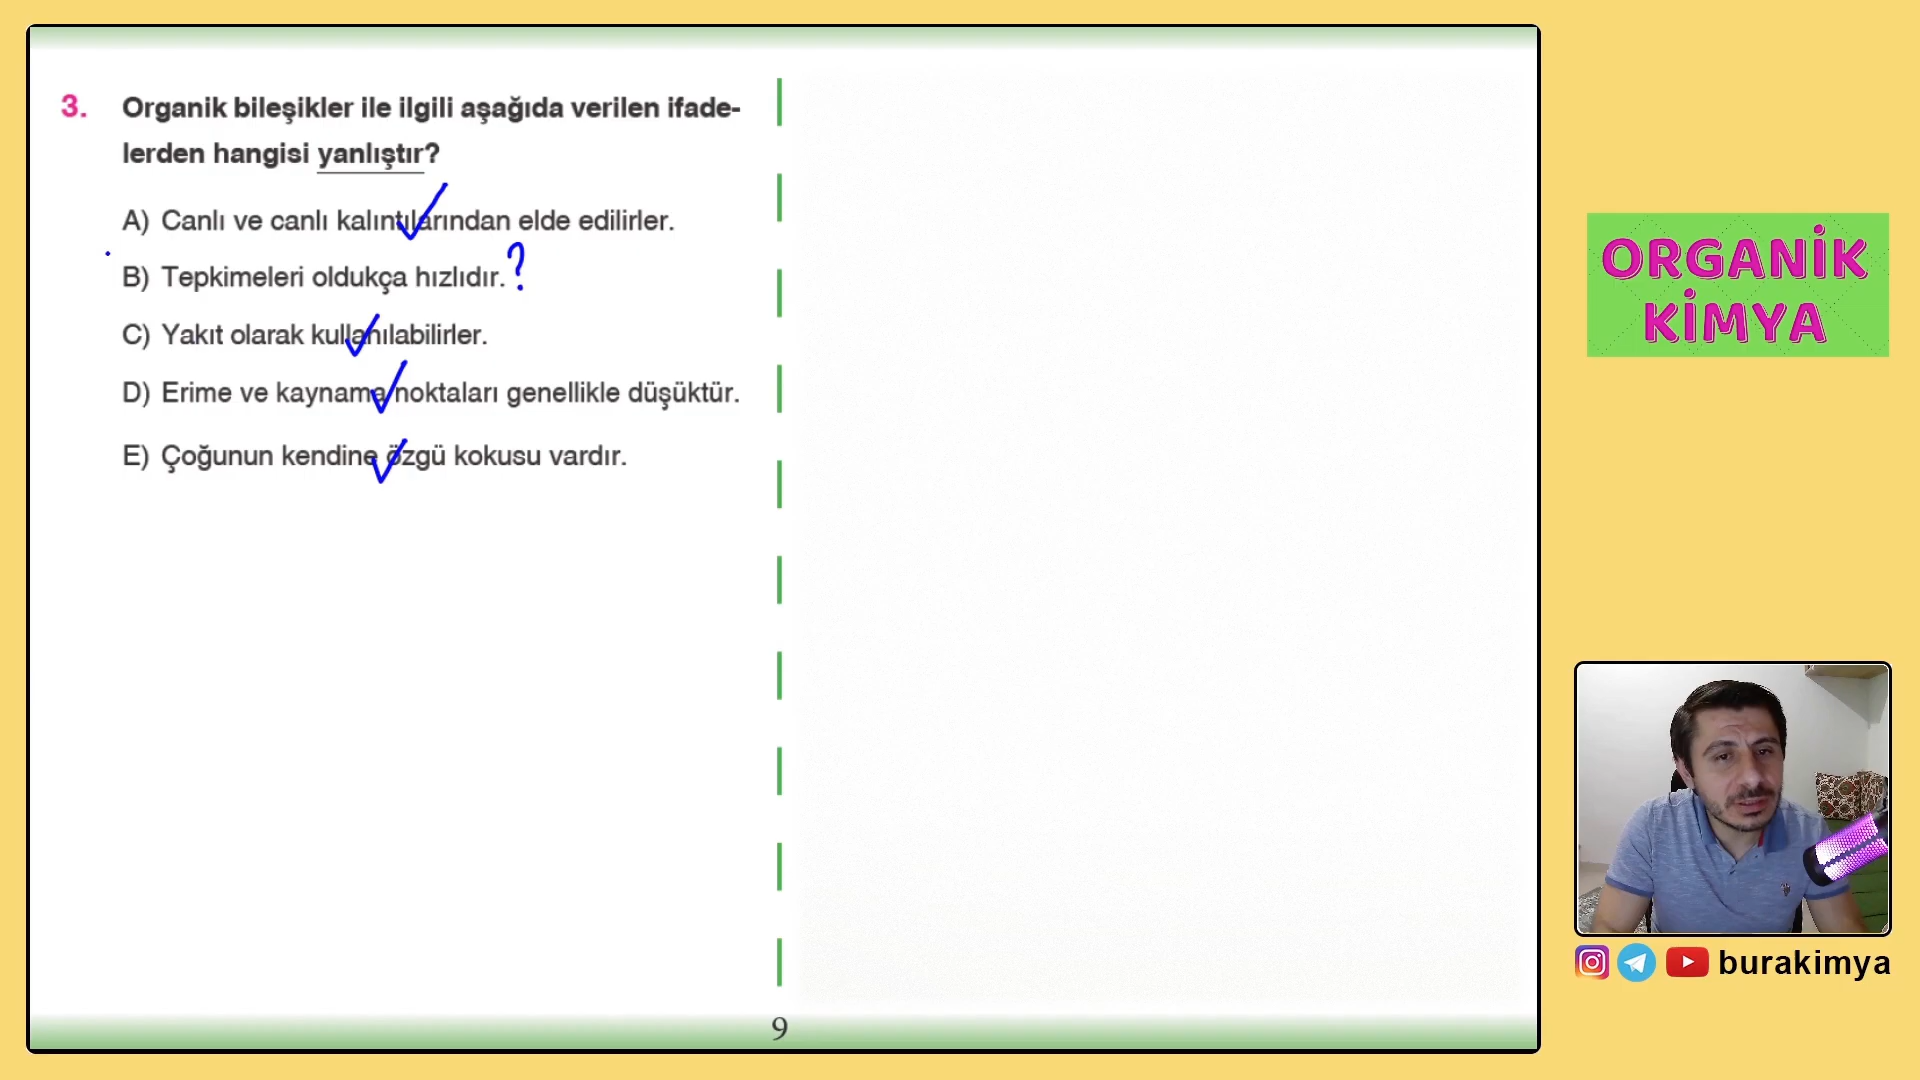 3. Organik bileşikler ile ilgili aşağıda verilen ifade-
lerden hangisi yanlıştır?
A) Canlı ve canlı kalıntılarından elde edilirler.
B) Tepkimeleri oldukça hızlıdır. ?
C) Yakıt olarak kullanılabilirler.
D) Erime ve kaynama noktaları genellikle düşüktür.
E) Çoğunun kendine özgü kokusu vardır.
9
ORGANİK
KİMYA
burakimya